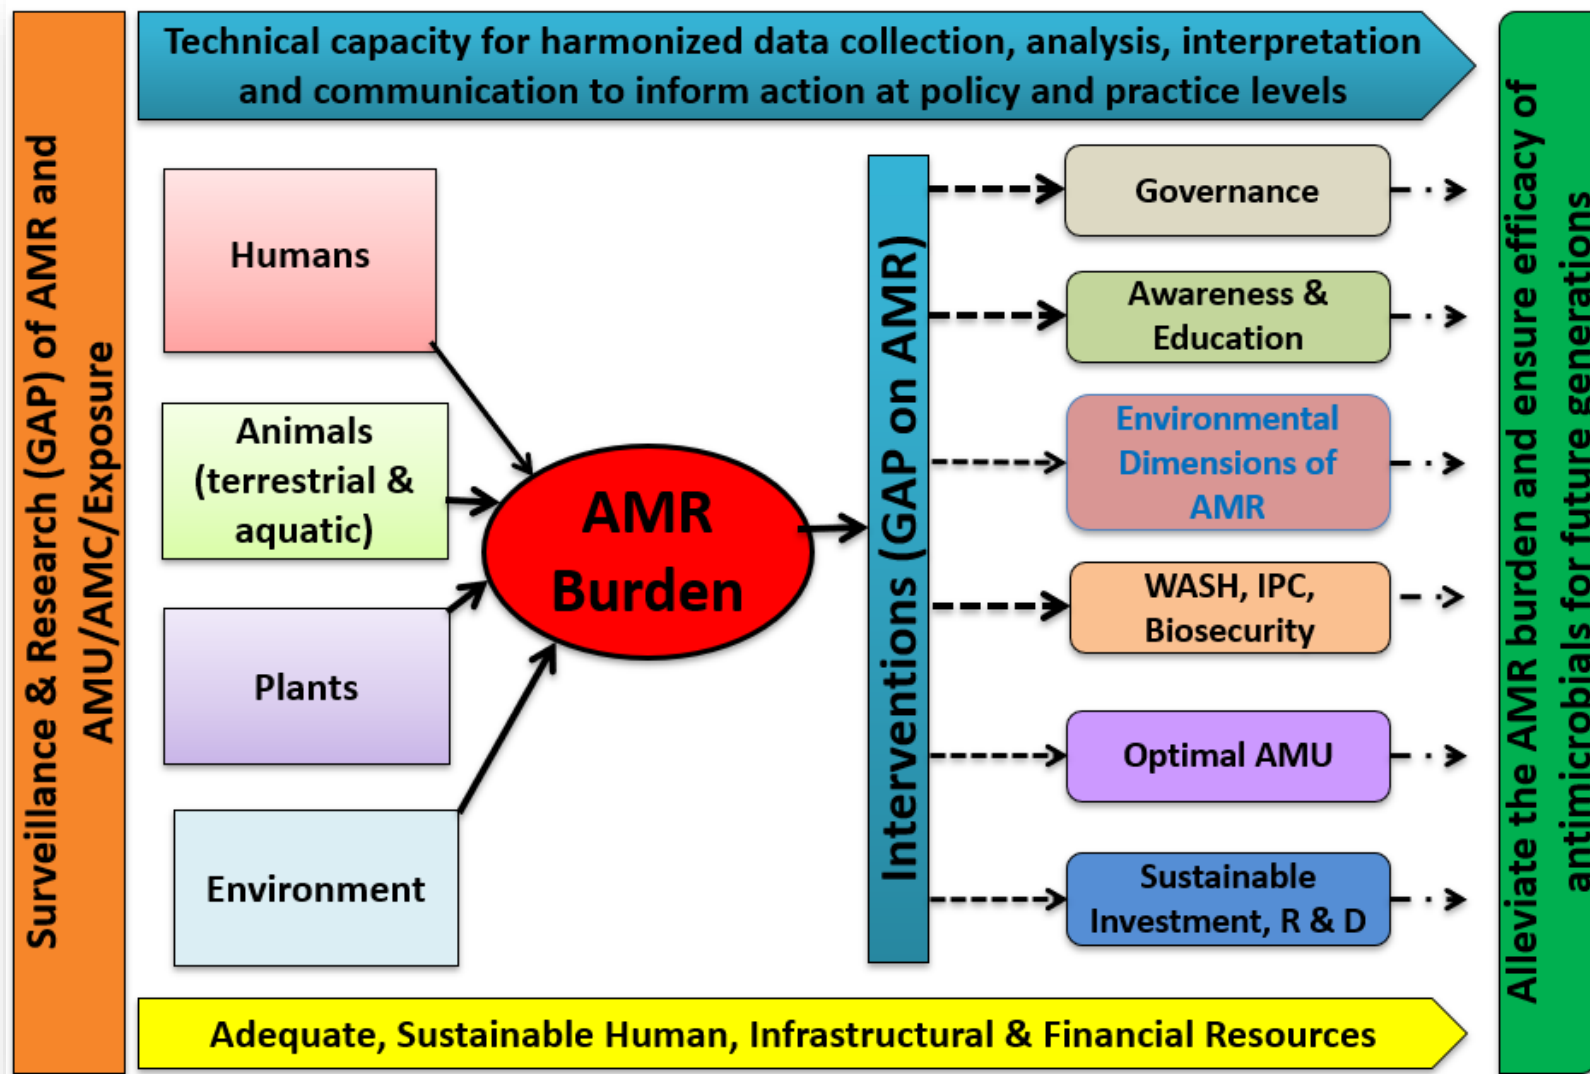 Technical capacity for harmonized data collection, analysis, interpretation
and communication to inform action at policy and practice levels
Surveillance & Research (GAP) of AMR and
AMU/AMC/Exposure
Humans
Animals
(terrestrial &
aquatic)
Plants
Environment
AMR
Burden
Interventions (GAP on AMR)
Governance
Awareness &
Education
Environmental
Dimensions of
AMR
WASH, IPC,
Biosecurity
Optimal AMU
Sustainable
Investment, R & D
Alleviate the AMR burden and ensure efficacy of
antimicrobials for future generations
Adequate, Sustainable Human, Infrastructural & Financial Resources